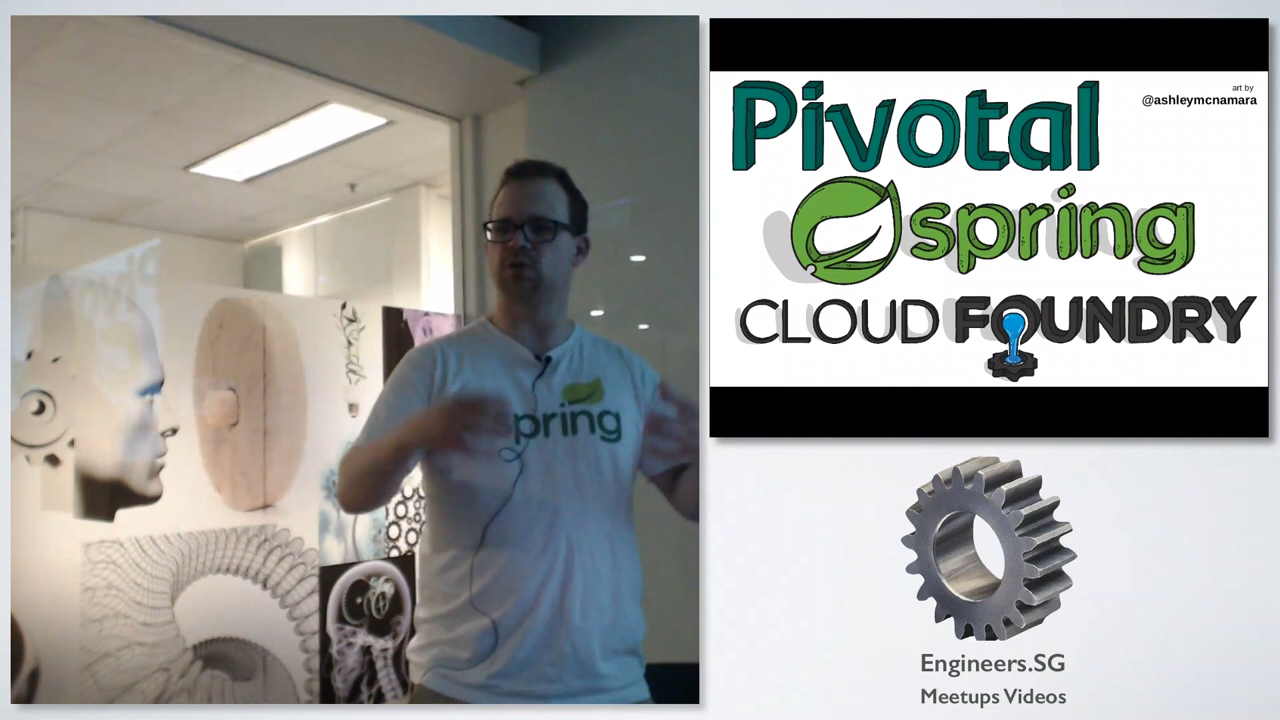 spring
Pivotal
art by
@ashleymcnamara
spring
CLOUD FOUNDRY
Engineers.SG
Meetups Videos